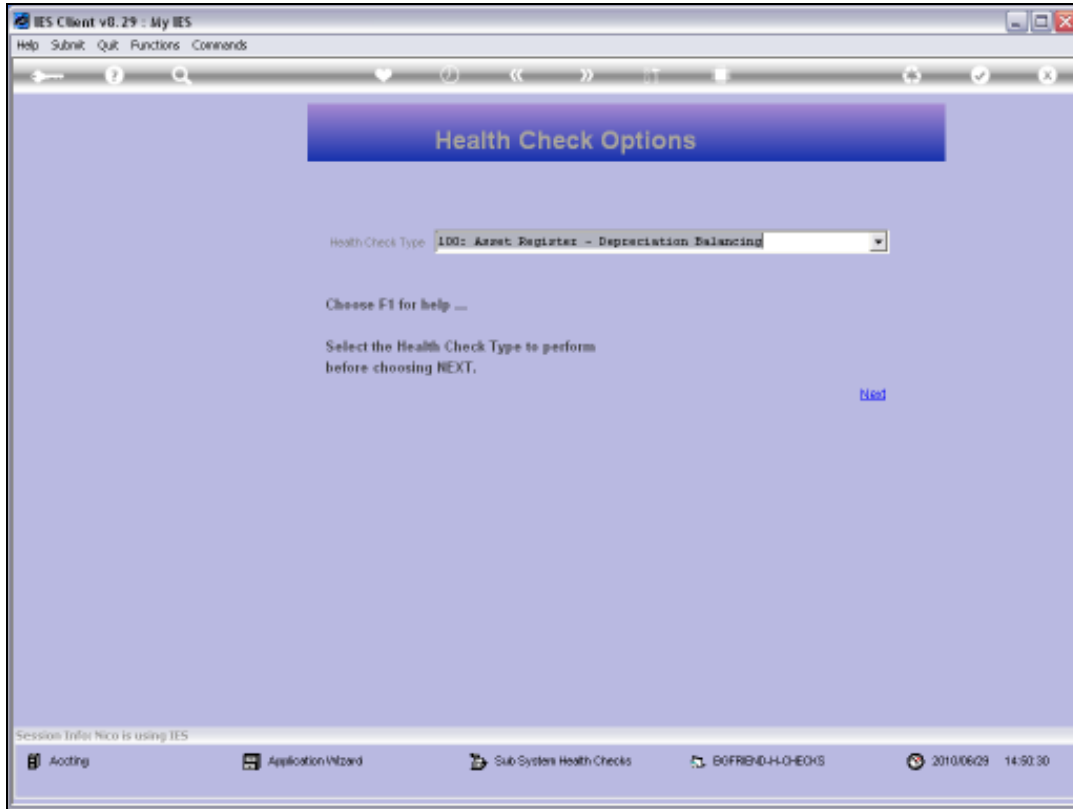 IES Client v8.29 : My IES
Help Submit Quit Functions Commands
Health Check Options
Health Check Type 100: Asset Register - Depreciation Balancing
Choose F1 for help ...
Select the Health Check Type to perform
before choosing NEXT.
Next
Session Info: Nico is using IES
Accting Application Wizard Sub System Health Checks BGFRIEND-H-CHECKS 2010/06/29 14:50:30